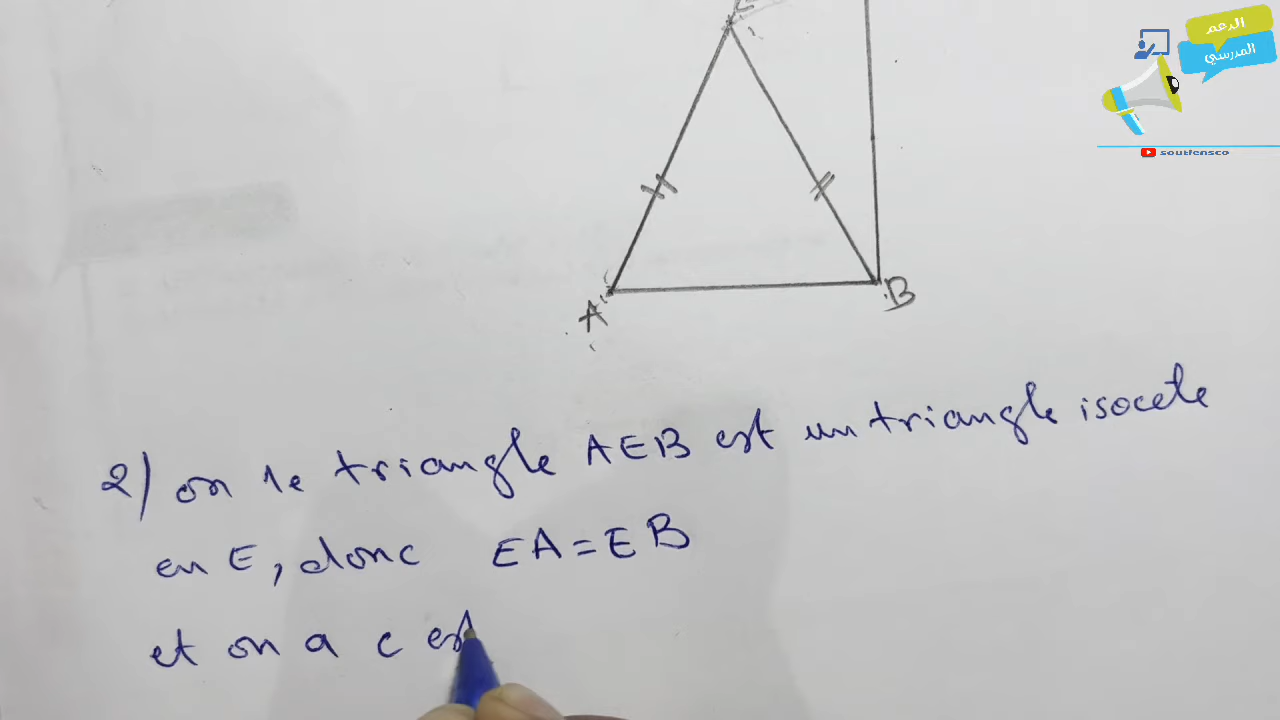 الدعم
المدرسي
soutiensco
E
A
B
2) on le triangle AEB est un triangle isocele
en E, donc EA = EB
et on a c est